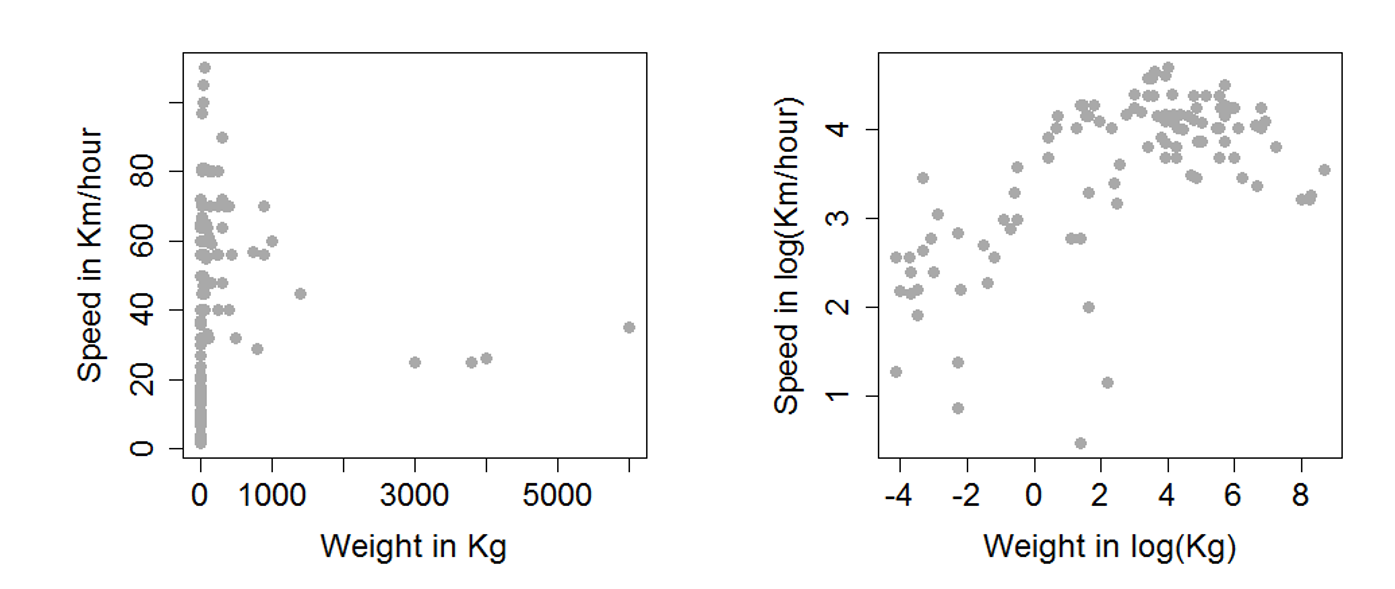 Speed in Km/hour
0 20 40 60 80
0 1000 3000 5000
Weight in Kg
Speed in log(Km/hour)
1 2 3 4
-4 -2 0 2 4 6 8
Weight in log(Kg)